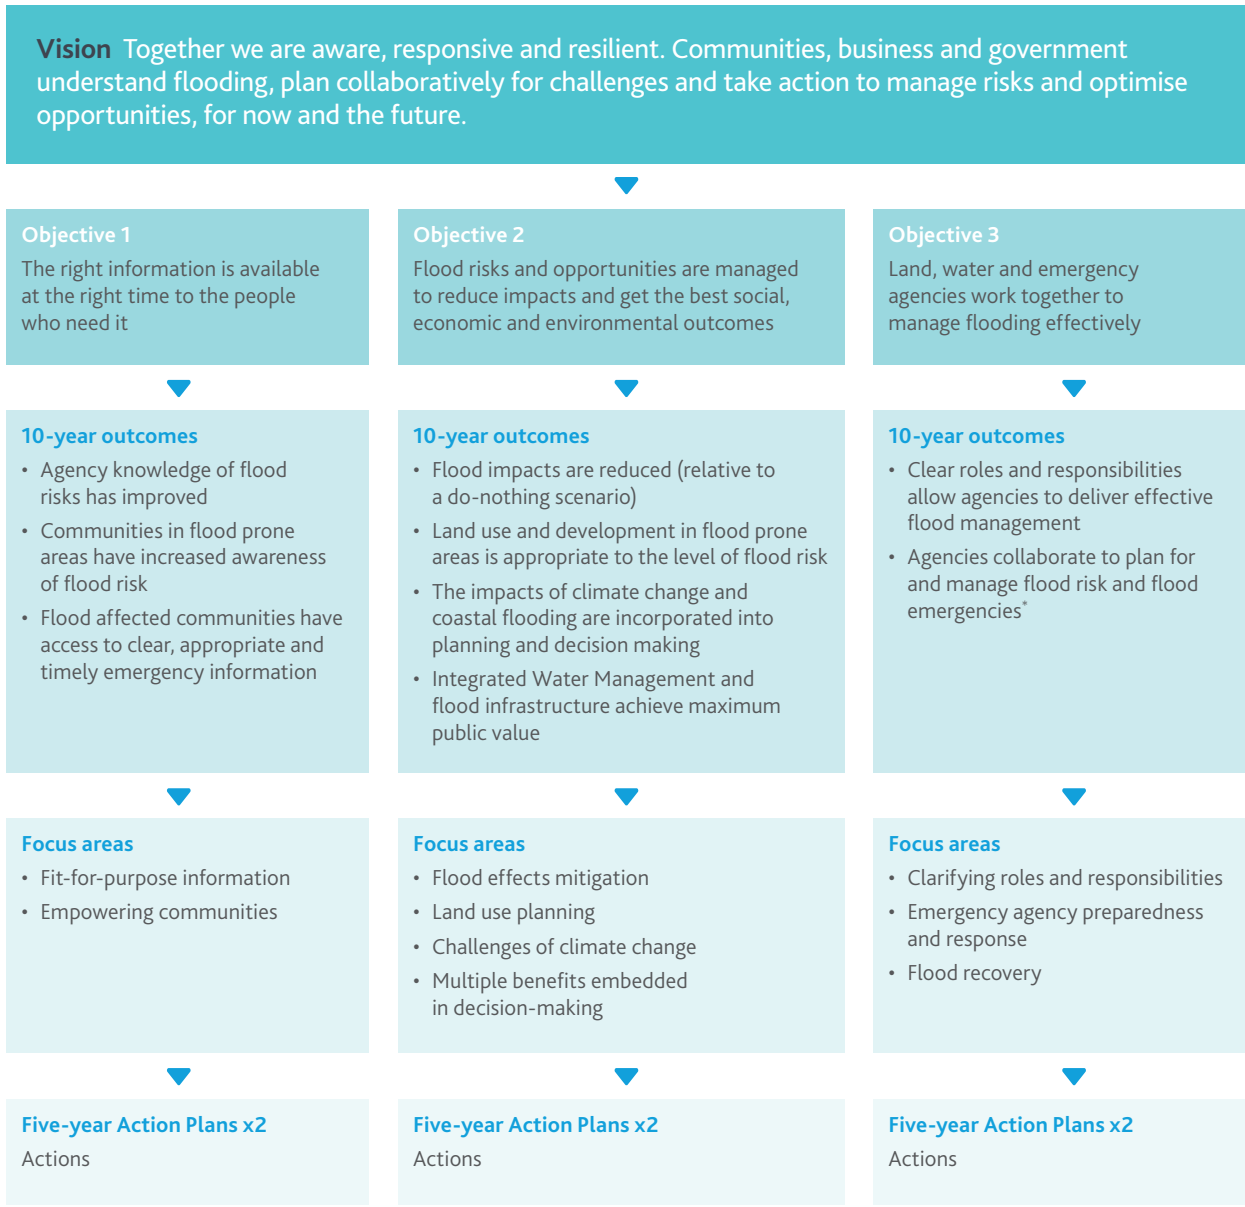 Vision Together we are aware, responsive and resilient. Communities, business and government
understand flooding, plan collaboratively for challenges and take action to manage risks and optimise
opportunities, for now and the future.
Objective 1
The right information is available
at the right time to the people
who need it
10-year outcomes
• Agency knowledge of flood
risks has improved
• Communities in flood prone
areas have increased awareness
of flood risk
• Flood affected communities have
access to clear, appropriate and
timely emergency information
Focus areas
• Fit-for-purpose information
• Empowering communities
Five-year Action Plans x2
Actions
Objective 2
Flood risks and opportunities are managed
to reduce impacts and get the best social,
economic and environmental outcomes
10-year outcomes
• Flood impacts are reduced (relative to
a do-nothing scenario)
• Land use and development in flood prone
areas is appropriate to the level of flood risk
• The impacts of climate change and
coastal flooding are incorporated into
planning and decision making
• Integrated Water Management and
flood infrastructure achieve maximum
public value
Focus areas
• Flood effects mitigation
• Land use planning
• Challenges of climate change
• Multiple benefits embedded
in decision-making
Five-year Action Plans x2
Actions
Objective 3
Land, water and emergency
agencies work together to
manage flooding effectively
10-year outcomes
• Clear roles and responsibilities
allow agencies to deliver effective
flood management
• Agencies collaborate to plan for
and manage flood risk and flood
emergencies*
Focus areas
• Clarifying roles and responsibilities
• Emergency agency preparedness
and response
• Flood recovery
Five-year Action Plans x2
Actions